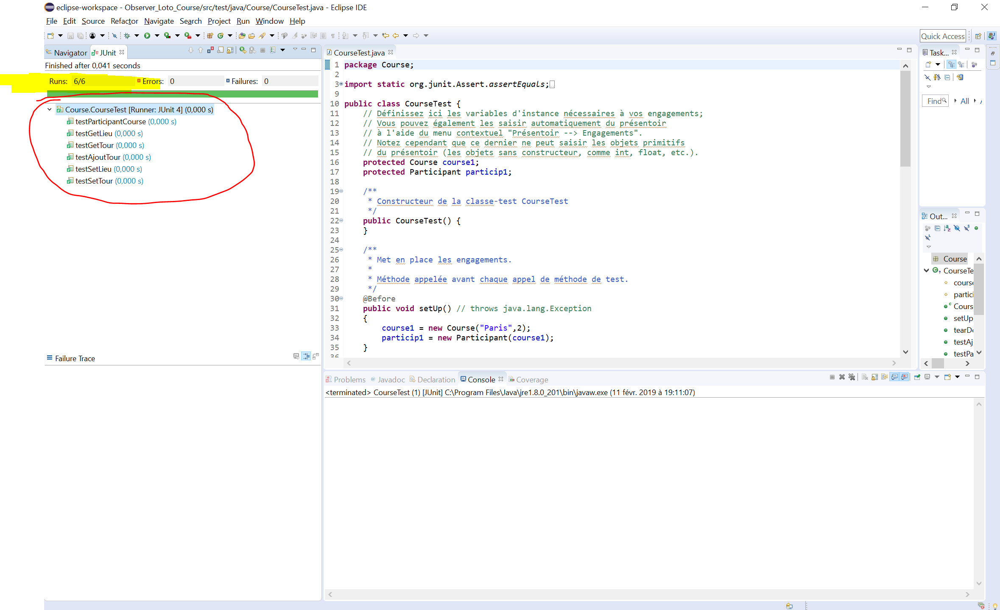 eclipse-workspace - Observer_Loto_Course/src/test/java/Course/CourseTest.java - Eclipse IDE
File Edit Source Refactor Navigate Search Project Run Window Help
Quick Access
Navigator JUnit
Finished after 0,041 seconds
Runs: 6/6 Errors: 0 Failures: 0
Course.CourseTest [Runner: JUnit 4] (0,000 s)
testParticipantCourse (0,000 s)
testGetLieu (0,000 s)
testGetTour (0,000 s)
testAjoutTour (0,000 s)
testSetLieu (0,000 s)
testSetTour (0,000 s)
Failure Trace
CourseTest.java
1 package Course;
2
3 import static org.junit.Assert.assertEquals;
9
10 public class CourseTest {
11 // Définissez ici les variables d'instance nécessaires à vos engagements;
12 // Vous pouvez également les saisir automatiquement du présentoir
13 // à l'aide du menu contextuel "Présentoir --> Engagements".
14 // Notez cependant que ce dernier ne peut saisir les objets primitifs
15 // du présentoir (les objets sans constructeur, comme int, float, etc.).
16 protected Course course1;
17 protected Participant particip1;
18
19 /**
20 * Constructeur de la classe-test CourseTest
21 */
22 public CourseTest() {
23 }
24
25 /**
26 * Met en place les engagements.
27 *
28 * Méthode appelée avant chaque appel de méthode de test.
29 */
30 @Before
31 public void setUp() // throws java.lang.Exception
32 {
33 course1 = new Course("Paris",2);
34 particip1 = new Participant(course1);
35 }
36
Task...
Find All
Out...
Course
CourseTe
course
partici
Cours
setUp
tearD
testAj
testPa
Problems Javadoc Declaration Console Coverage
<terminated> CourseTest (1) [JUnit] C:\Program Files\Java\jre1.8.0_201\bin\javaw.exe (11 févr. 2019 à 19:11:07)